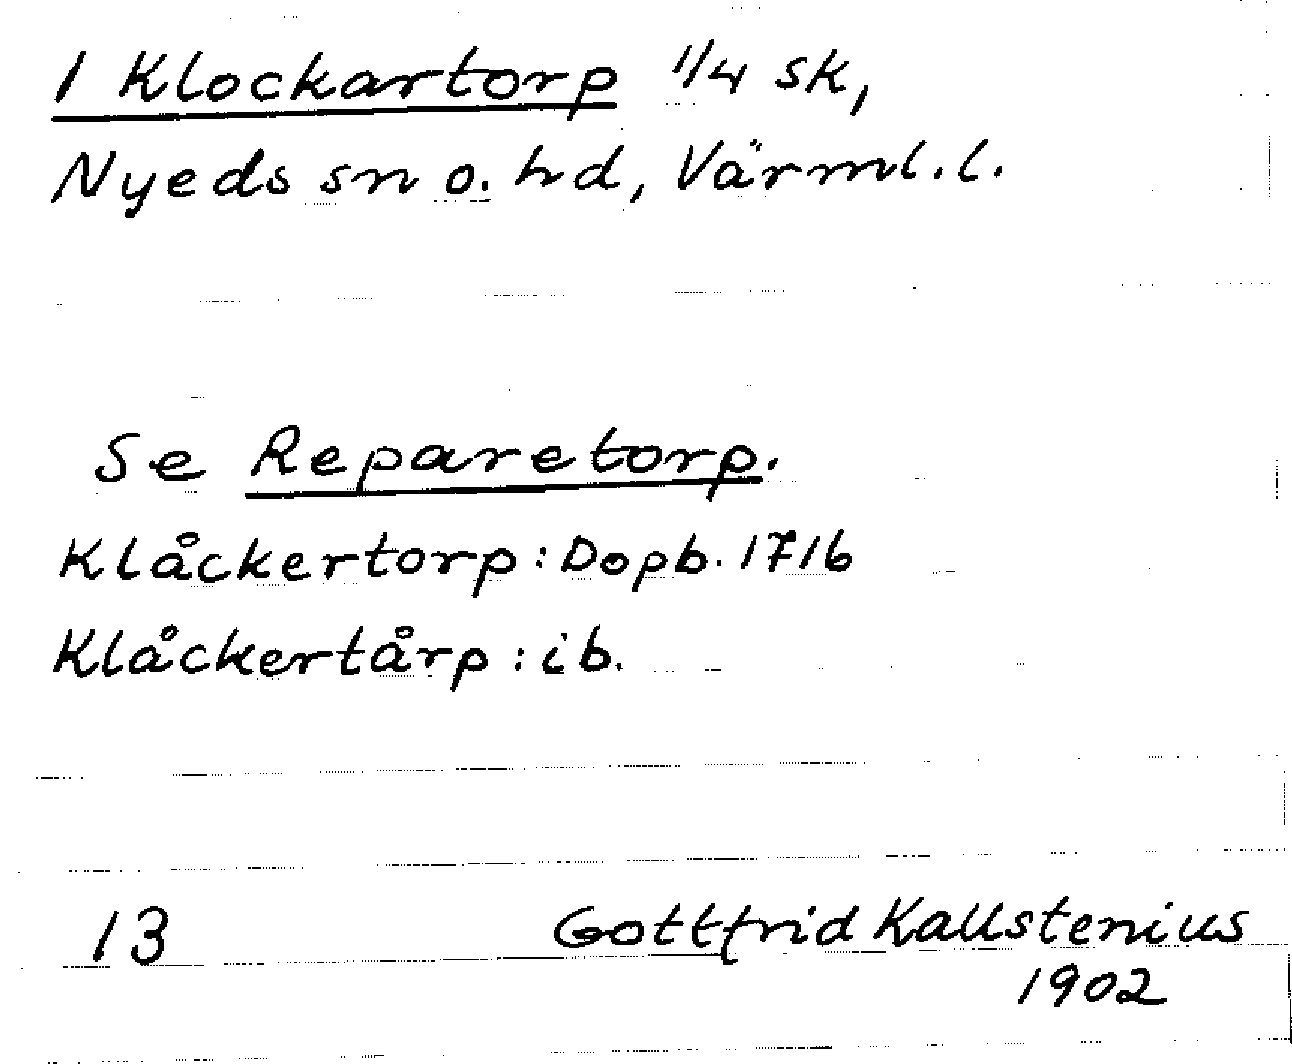 1 Klockartorp 1/4 sk,
Nyeds sn o. hd, Värml. l.
Se Reparetorp.
Klåckertorp: Dopb. 1716
Klåckertårp: ib.
13 Gottfrid Kallstenius
1902